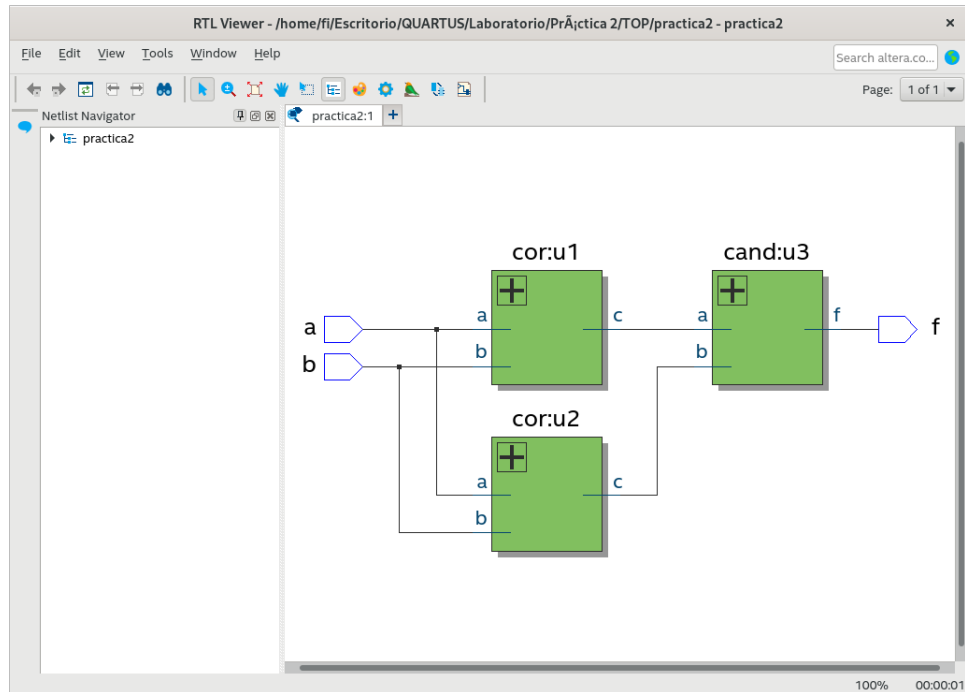 RTL Viewer - /home/fi/Escritorio/QUARTUS/Laboratorio/PrÃ¡ctica 2/TOP/practica2 - practica2
File Edit View Tools Window Help
Search altera.co...
Page: 1 of 1
Netlist Navigator
practica2:1
practica2
cor:u1
cand:u3
a
a
c
a
f
f
b
b
b
cor:u2
a
c
b
100% 00:00:01